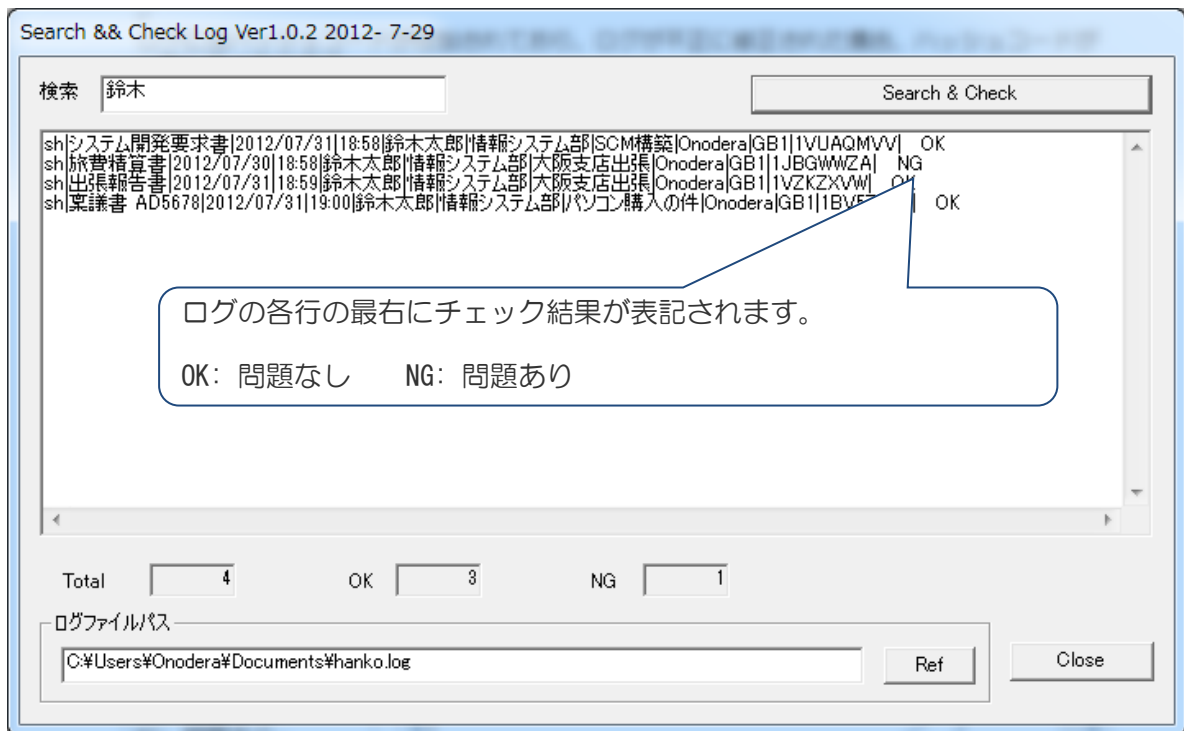 Search && Check Log Ver1.0.2 2012- 7-29
検索 鈴木 Search & Check
sh|システム開発要求書|2012/07/31|18:58|鈴木太郎|情報システム部|SCM構築|Onodera|GB1|1VUAQMVV| OK
sh|旅費精算書|2012/07/30|18:58|鈴木太郎|情報システム部|大阪支店出張|Onodera|GB1|1JBGWWZA| NG
sh|出張報告書|2012/07/31|18:59|鈴木太郎|情報システム部|大阪支店出張|Onodera|GB1|1VZKZXVW| OK
sh|稟議書 AD5678|2012/07/31|19:00|鈴木太郎|情報システム部|パソコン購入の件|Onodera|GB1| OK
ログの各行の最右にチェック結果が表記されます。
OK: 問題なし NG: 問題あり
Total 4 OK 3 NG 1
ログファイルパス
C:¥Users¥Onodera¥Documents¥hanko.log Ref Close